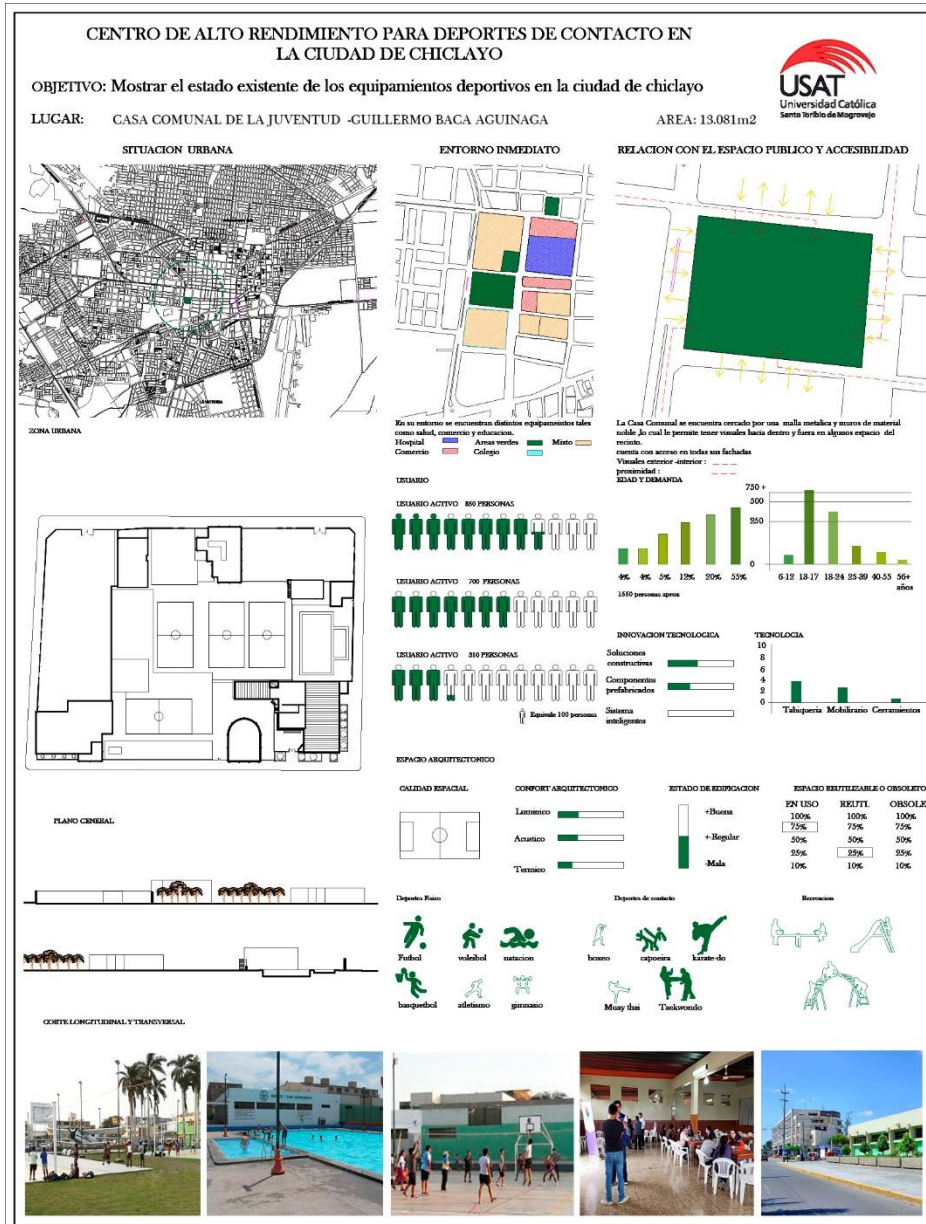 CENTRO DE ALTO RENDIMIENTO PARA DEPORTES DE CONTACTO EN
LA CIUDAD DE CHICLAYO
OBJETIVO: Mostrar el estado existente de los equipamientos deportivos en la ciudad de chiclayo
USAT
Universidad Católica
Santo Toribio de Mogrovejo
LUGAR: CASA COMUNAL DE LA JUVENTUD -GUILLERMO BACA AGUINAGA AREA: 13.081m2
SITUACION URBANA
ENTORNO INMEDIATO
RELACION CON EL ESPACIO PUBLICO Y ACCESIBILIDAD
ZONA URBANA
En su entorno se encuentran distintos equipameintos tales
como salud, comercio y educacion.
Hospital Areas verdes Mixto
Comercio Colegio
La Casa Comunal se encuentra cercado por una malla metalica y muros de material
noble ,lo cual le permite tener visuales hacia dentro y fuera en algunos espacio del
recinto.
cuenta con acceso en todas sus fachadas
Visuales exterior -interior :
proximidad :
USUARIO
USUARIO ACTIVO 850 PERSONAS
USUARIO ACTIVO 700 PERSONAS
USUARIO ACTIVO 310 PERSONAS
Equivale 100 personas
EDAD Y DEMANDA
4% 4% 5% 12% 20% 55%
1550 personas aprox
750 +
500
250
0
6-12 13-17 18-24 25-39 40-55 56+
años
INNOVACION TECNOLOGICA
Soluciones
constructivas
Componentes
prefabricados
Sistema
inteligentes
TECNOLOGIA
10
8
6
4
2
0
Tabiqueria Mobilirario Cerramientos
PLANO GENERAL
ESPACIO ARQUITECTONICO
CALIDAD ESPACIAL
CONFORT ARQUITECTONICO
Luminico
Acustico
Termico
ESTADO DE EDIFICACION
+Buena
+-Regular
-Mala
ESPACIO REUTILIZABLE O OBSOLETO
EN USO REUTI. OBSOLE
100% 100% 100%
75% 75% 75%
50% 50% 50%
25% 25% 25%
10% 10% 10%
Deportes Fisico
Futbol voleibol natacion
basquetbol atletismo gimnasio
Deportes de contacto
boxeo capoeira karate-do
Muay thai Taekwondo
Recreacion
CORTE LONGITUDINAL Y TRANSVERSAL